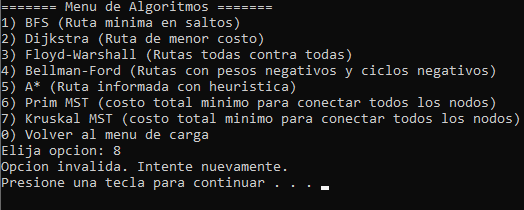 ======= Menu de Algoritmos =======
1) BFS (Ruta minima en saltos)
2) Dijkstra (Ruta de menor costo)
3) Floyd-Warshall (Rutas todas contra todas)
4) Bellman-Ford (Rutas con pesos negativos y ciclos negativos)
5) A* (Ruta informada con heuristica)
6) Prim MST (costo total minimo para conectar todos los nodos)
7) Kruskal MST (costo total minimo para conectar todos los nodos)
0) Volver al menu de carga
Elija opcion: 8
Opcion invalida. Intente nuevamente.
Presione una tecla para continuar . . .